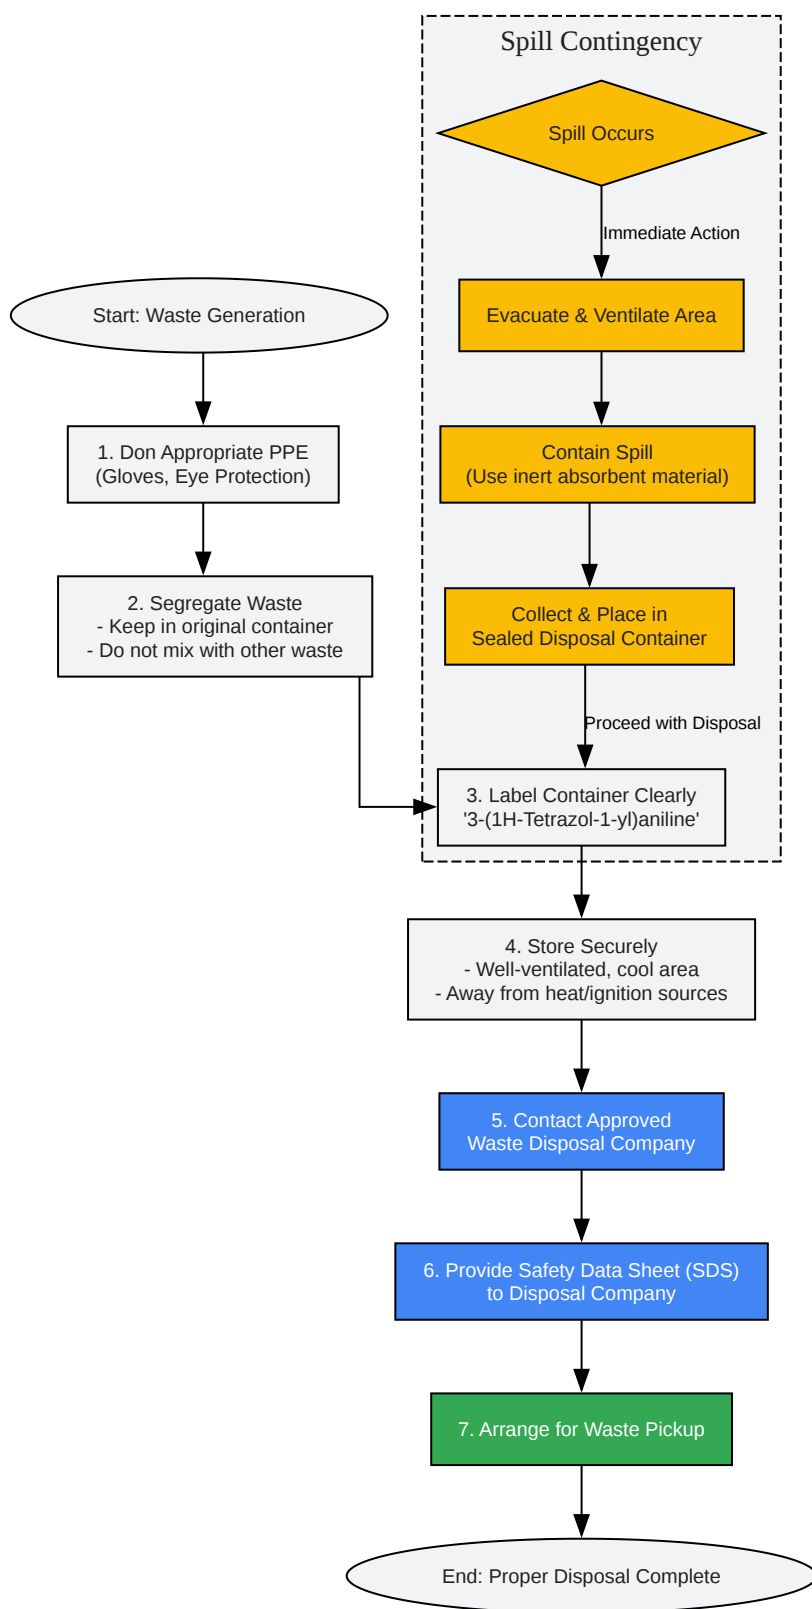 Spill Contingency
Spill Occurs
Immediate Action
Evacuate & Ventilate Area
Start: Waste Generation
1. Don Appropriate PPE
(Gloves, Eye Protection)
Contain Spill
(Use inert absorbent material)
2. Segregate Waste
- Keep in original container
- Do not mix with other waste
Collect & Place in
Sealed Disposal Container
Proceed with Disposal
3. Label Container Clearly
'3-(1H-Tetrazol-1-yl)aniline'
4. Store Securely
- Well-ventilated, cool area
- Away from heat/ignition sources
5. Contact Approved
Waste Disposal Company
6. Provide Safety Data Sheet (SDS)
to Disposal Company
7. Arrange for Waste Pickup
End: Proper Disposal Complete